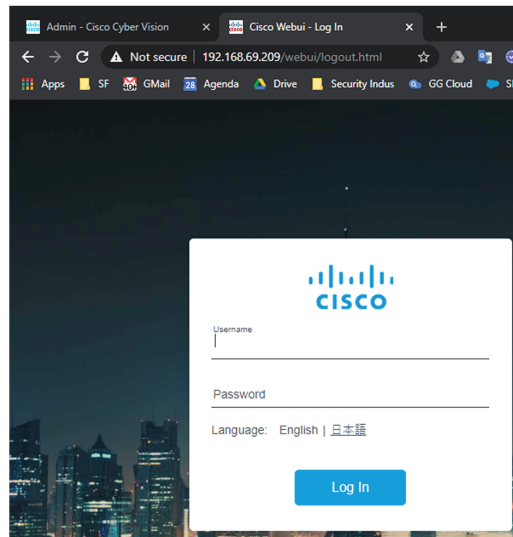 Admin - Cisco Cyber Vision
Cisco Webui - Log In
Not secure | 192.168.69.209/webui/logout.html
Apps SF GMail 28 Agenda Drive Security Indus GG Cloud
CISCO
Username
Password
Language: English | 日本語
Log In